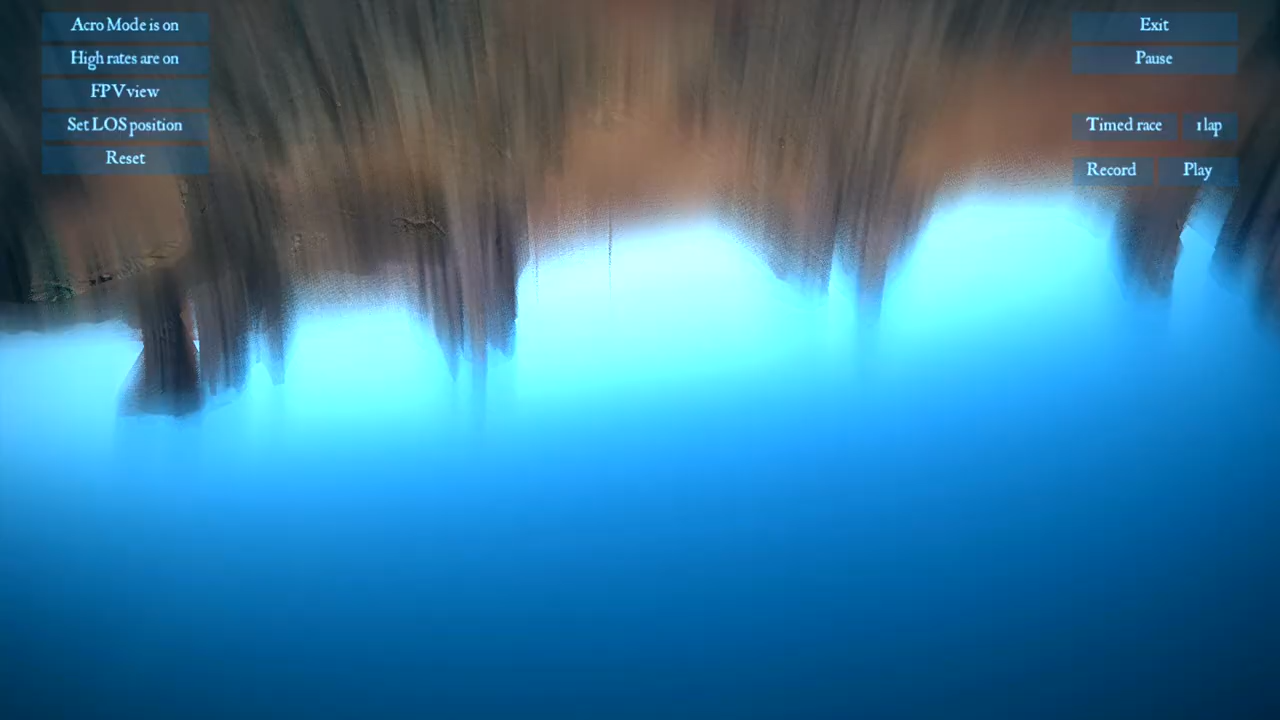 Acro Mode is on
High rates are on
FPV view
Set LOS position
Reset
Exit
Pause
Timed race
1 lap
Record
Play